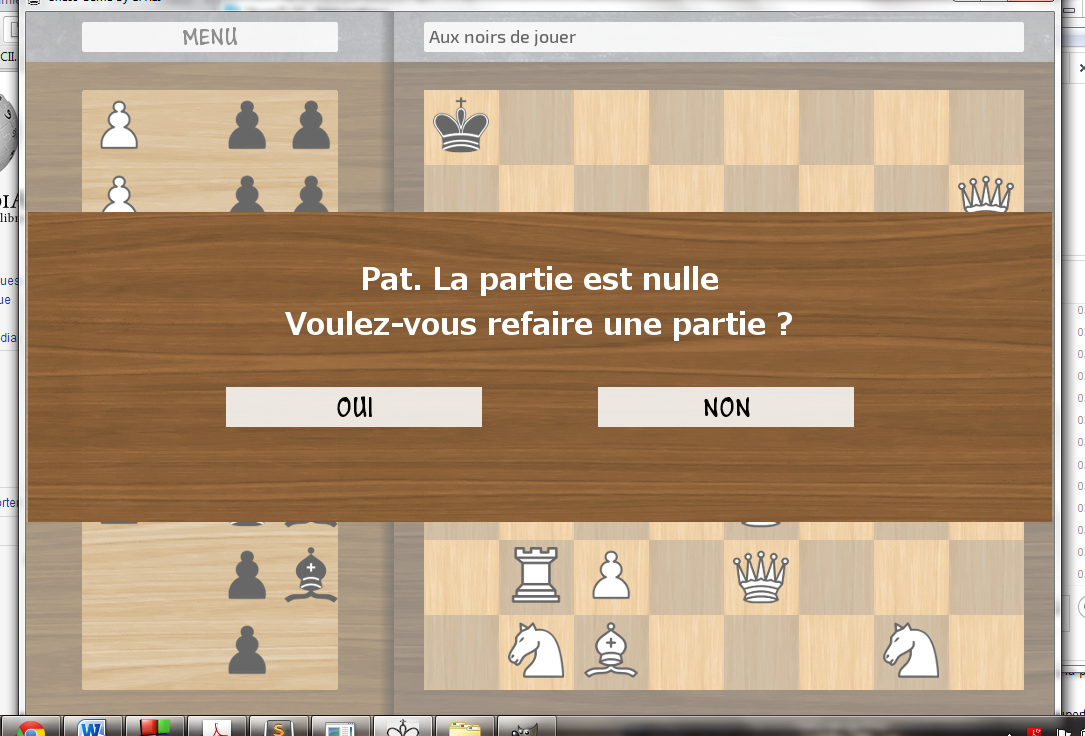 MENU
Aux noirs de jouer
Pat. La partie est nulle
Voulez-vous refaire une partie ?
OUI
NON